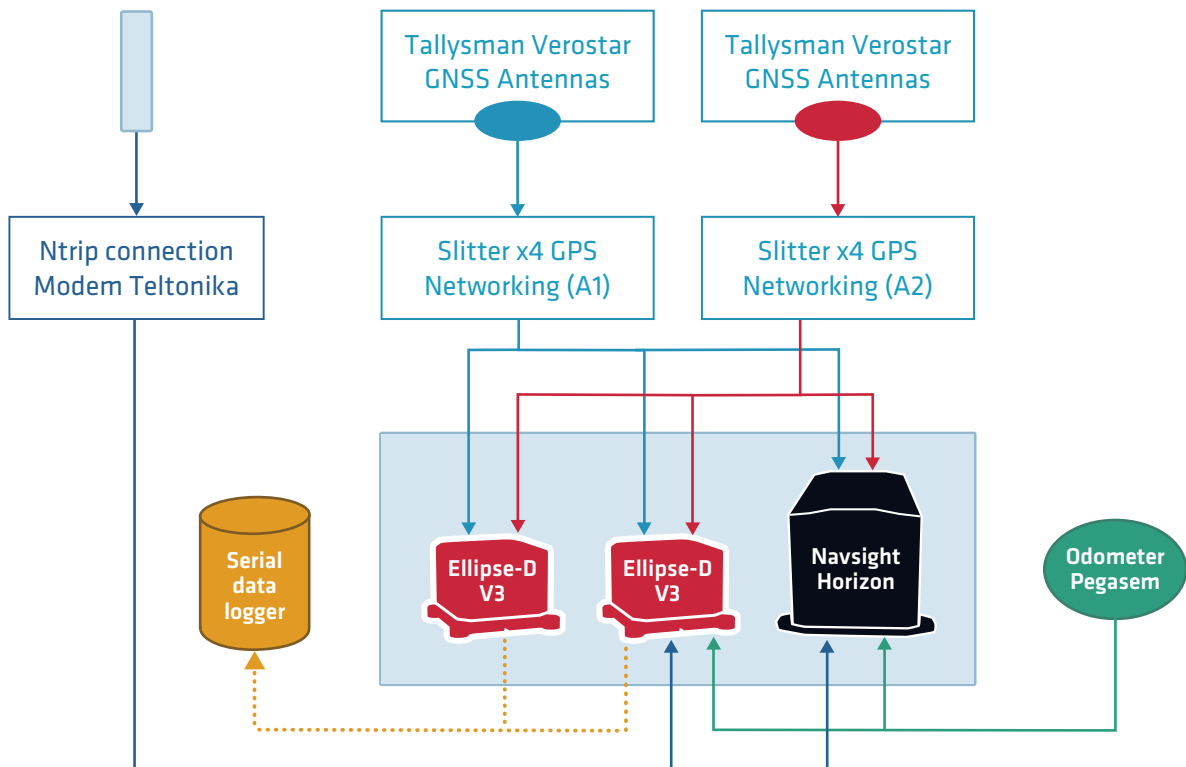 Tallysman Verostar
GNSS Antennas
Tallysman Verostar
GNSS Antennas
Ntrip connection
Modem Teltonika
Slitter x4 GPS
Networking (A1)
Slitter x4 GPS
Networking (A2)
Serial
data
logger
Ellipse-D
V3
Ellipse-D
V3
Navsight
Horizon
Odometer
Pegasem